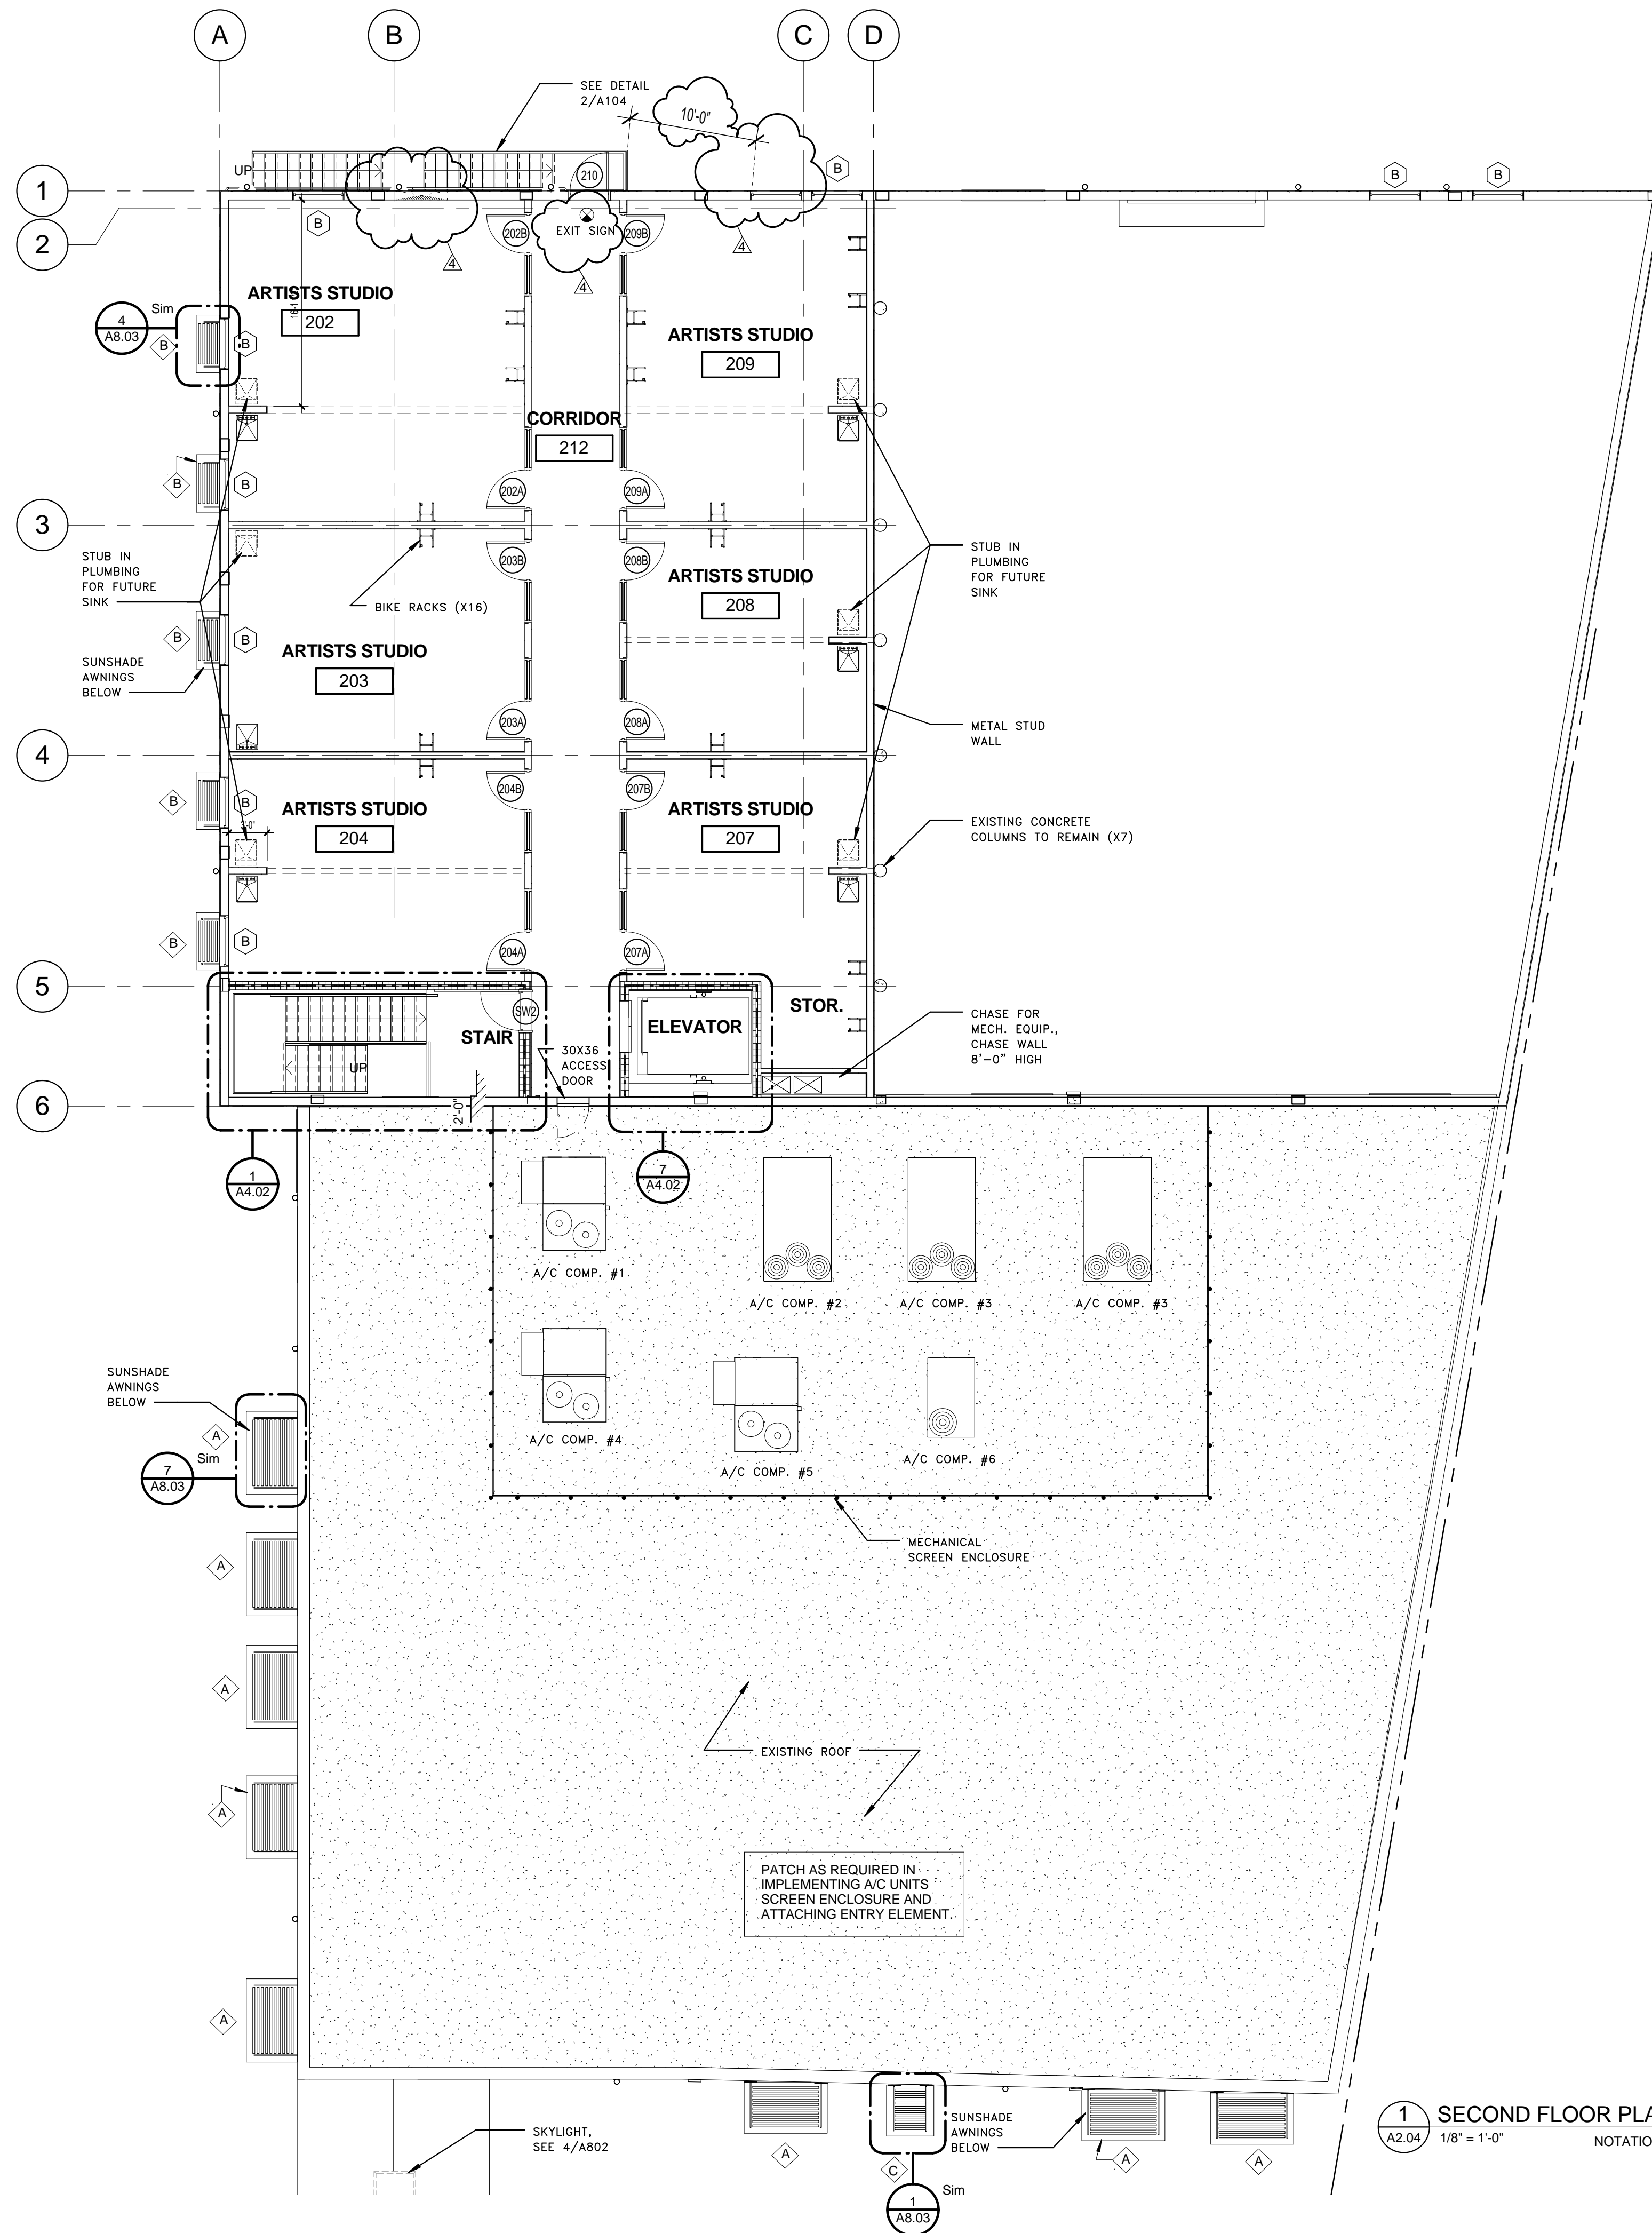 A
B
C
D
SEE DETAIL
2/A104
10'-0"
UP
210
B
B
B
1
2
B
202B
EXIT SIGN
209B
4
4
4
ARTISTS STUDIO
202
Sim
4
A8.03
B
B
ARTISTS STUDIO
209
CORRIDOR
212
B
B
202A
209A
3
STUB IN
PLUMBING
FOR FUTURE
SINK
203B
208B
STUB IN
PLUMBING
FOR FUTURE
SINK
ARTISTS STUDIO
208
BIKE RACKS (X16)
B
B
ARTISTS STUDIO
203
SUNSHADE
AWNINGS
BELOW
203A
208A
METAL STUD
WALL
4
204B
207B
B
B
ARTISTS STUDIO
204
ARTISTS STUDIO
207
EXISTING CONCRETE
COLUMNS TO REMAIN (X7)
B
B
204A
207A
5
SW2
STAIR
UP
30X36
ACCESS
DOOR
ELEVATOR
STOR.
CHASE FOR
MECH. EQUIP.,
CHASE WALL
8'-0" HIGH
6
2'-0"
1
A4.02
7
A4.02
A/C COMP. #1
A/C COMP. #2
A/C COMP. #3
A/C COMP. #3
SUNSHADE
AWNINGS
BELOW
A
Sim
7
A8.03
A/C COMP. #4
A/C COMP. #5
A/C COMP. #6
MECHANICAL
SCREEN ENCLOSURE
A
A
EXISTING ROOF
A
PATCH AS REQUIRED IN
IMPLEMENTING A/C UNITS
SCREEN ENCLOSURE AND
ATTACHING ENTRY ELEMENT.
A
SKYLIGHT,
SEE 4/A802
A
C
SUNSHADE
AWNINGS
BELOW
A
A
Sim
1
A8.03
1
A2.04
SECOND FLOOR PLA
1/8" = 1'-0"
NOTATIO